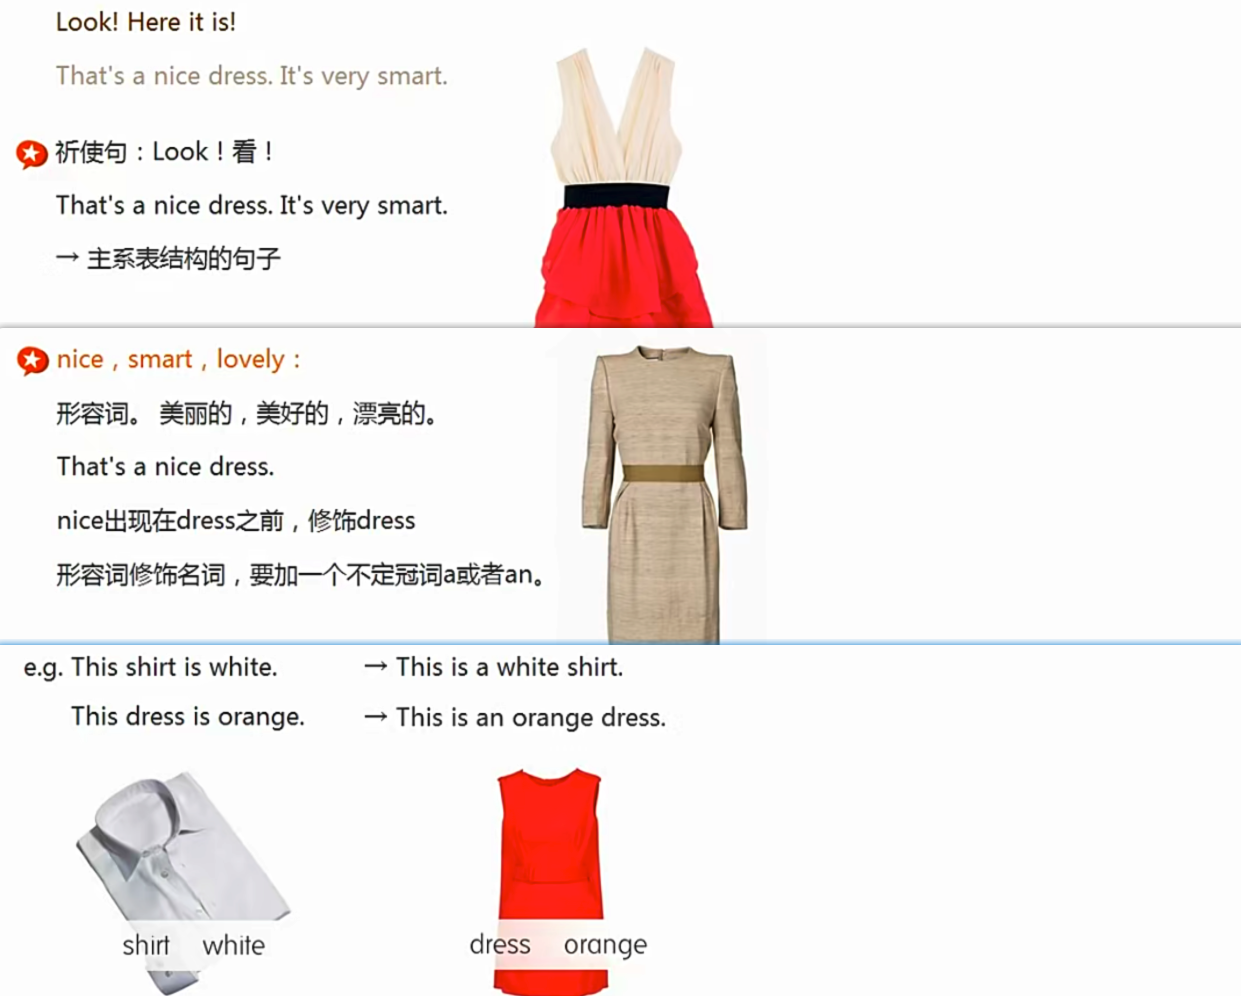 Look! Here it is!
That's a nice dress. It's very smart.
祈使句：Look！看！
That's a nice dress. It's very smart.
→ 主系表结构的句子
nice，smart，lovely：
形容词。 美丽的，美好的，漂亮的。
That's a nice dress.
nice出现在dress之前，修饰dress
形容词修饰名词，要加一个不定冠词a或者an。
e.g. This shirt is white. → This is a white shirt.
This dress is orange. → This is an orange dress.
shirt white
dress orange